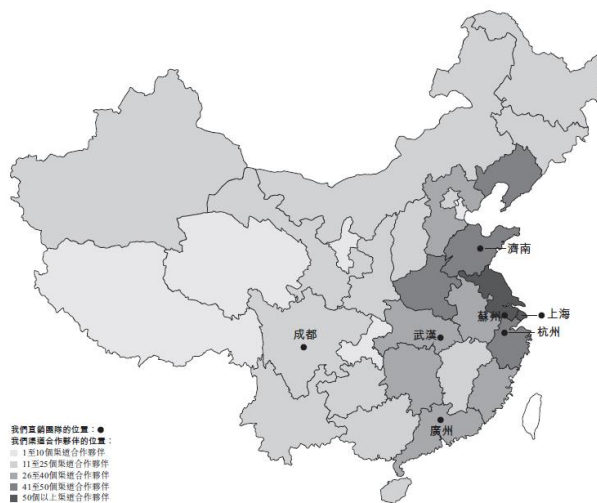 濟南
蘇州
上海
杭州
成都
武漢
廣州
我們直銷團隊的位置：
我們渠道合作夥伴的位置：
1至10個渠道合作夥伴
11至25個渠道合作夥伴
26至40個渠道合作夥伴
41至50個渠道合作夥伴
50個以上渠道合作夥伴